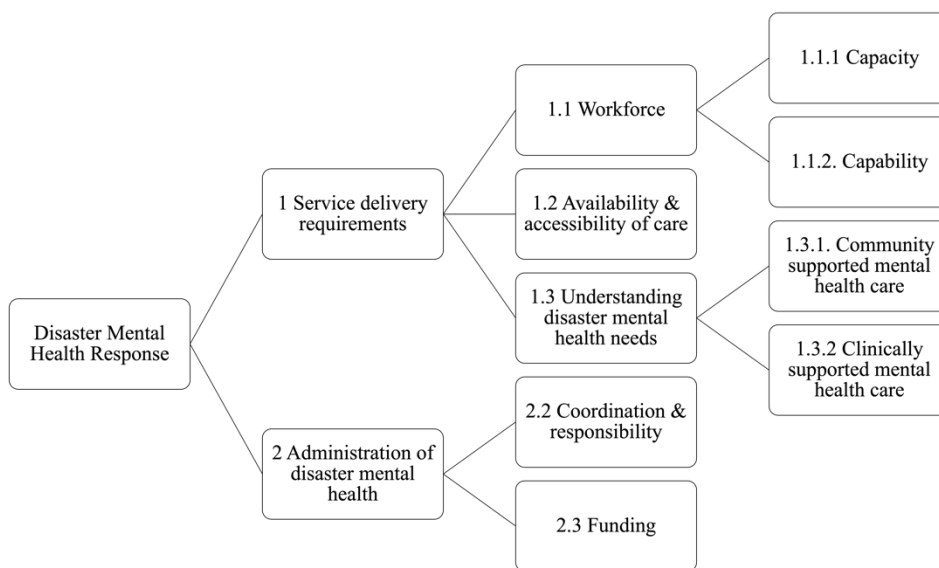 Disaster Mental
Health Response
1 Service delivery
requirements
2 Administration of
disaster mental
health
1.1 Workforce
1.2 Availability &
accessibility of care
1.3 Understanding
disaster mental
health needs
2.2 Coordination &
responsibility
2.3 Funding
1.1.1 Capacity
1.1.2. Capability
1.3.1. Community
supported mental
health care
1.3.2 Clinically
supported mental
health care